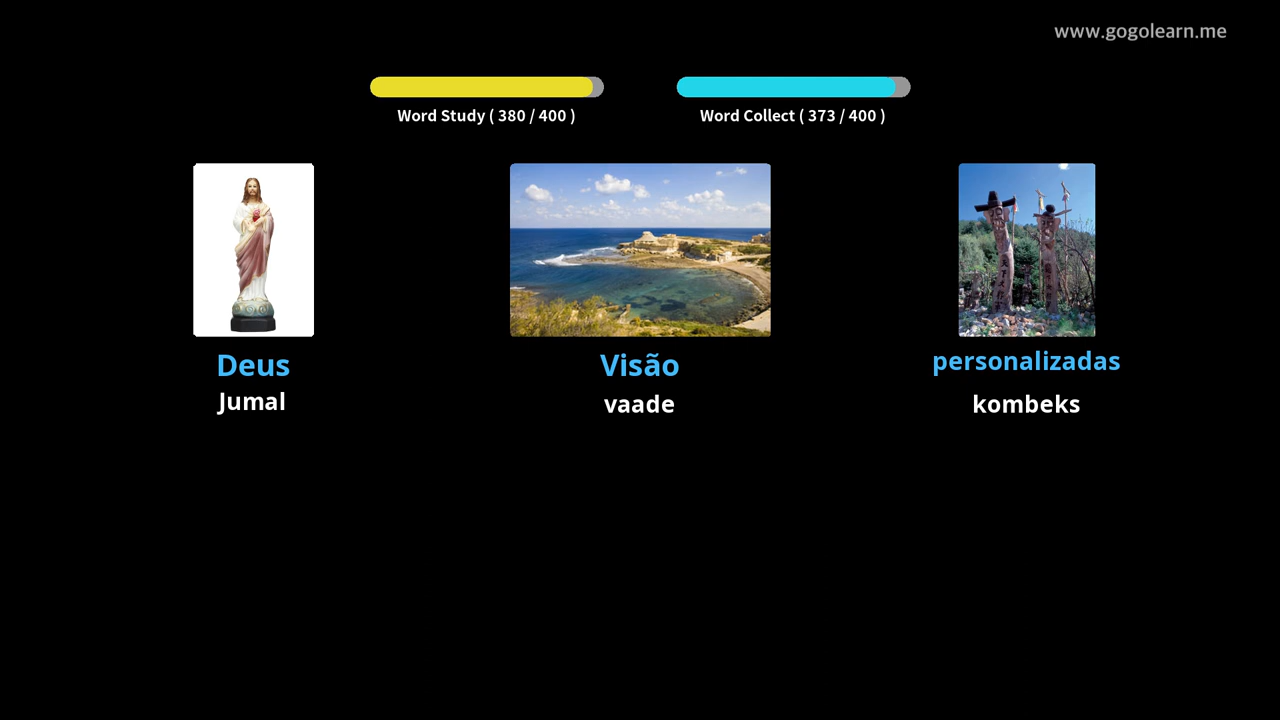 www.gogolearn.me
Word Study ( 380 / 400 )
Word Collect ( 373 / 400 )
Deus
Visão
personalizadas
Jumal
vaade
kombeks